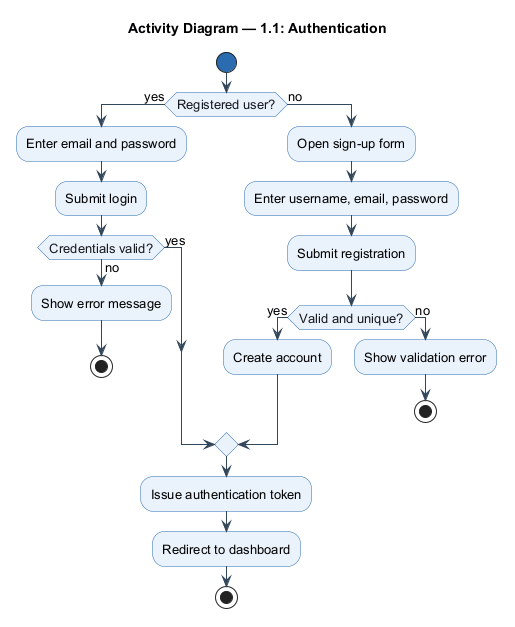 Activity Diagram — 1.1: Authentication
yes
Registered user?
no
Enter email and password
Open sign-up form
Submit login
Enter username, email, password
Credentials valid?
yes
Submit registration
no
Show error message
yes
Valid and unique?
no
Create account
Show validation error
Issue authentication token
Redirect to dashboard